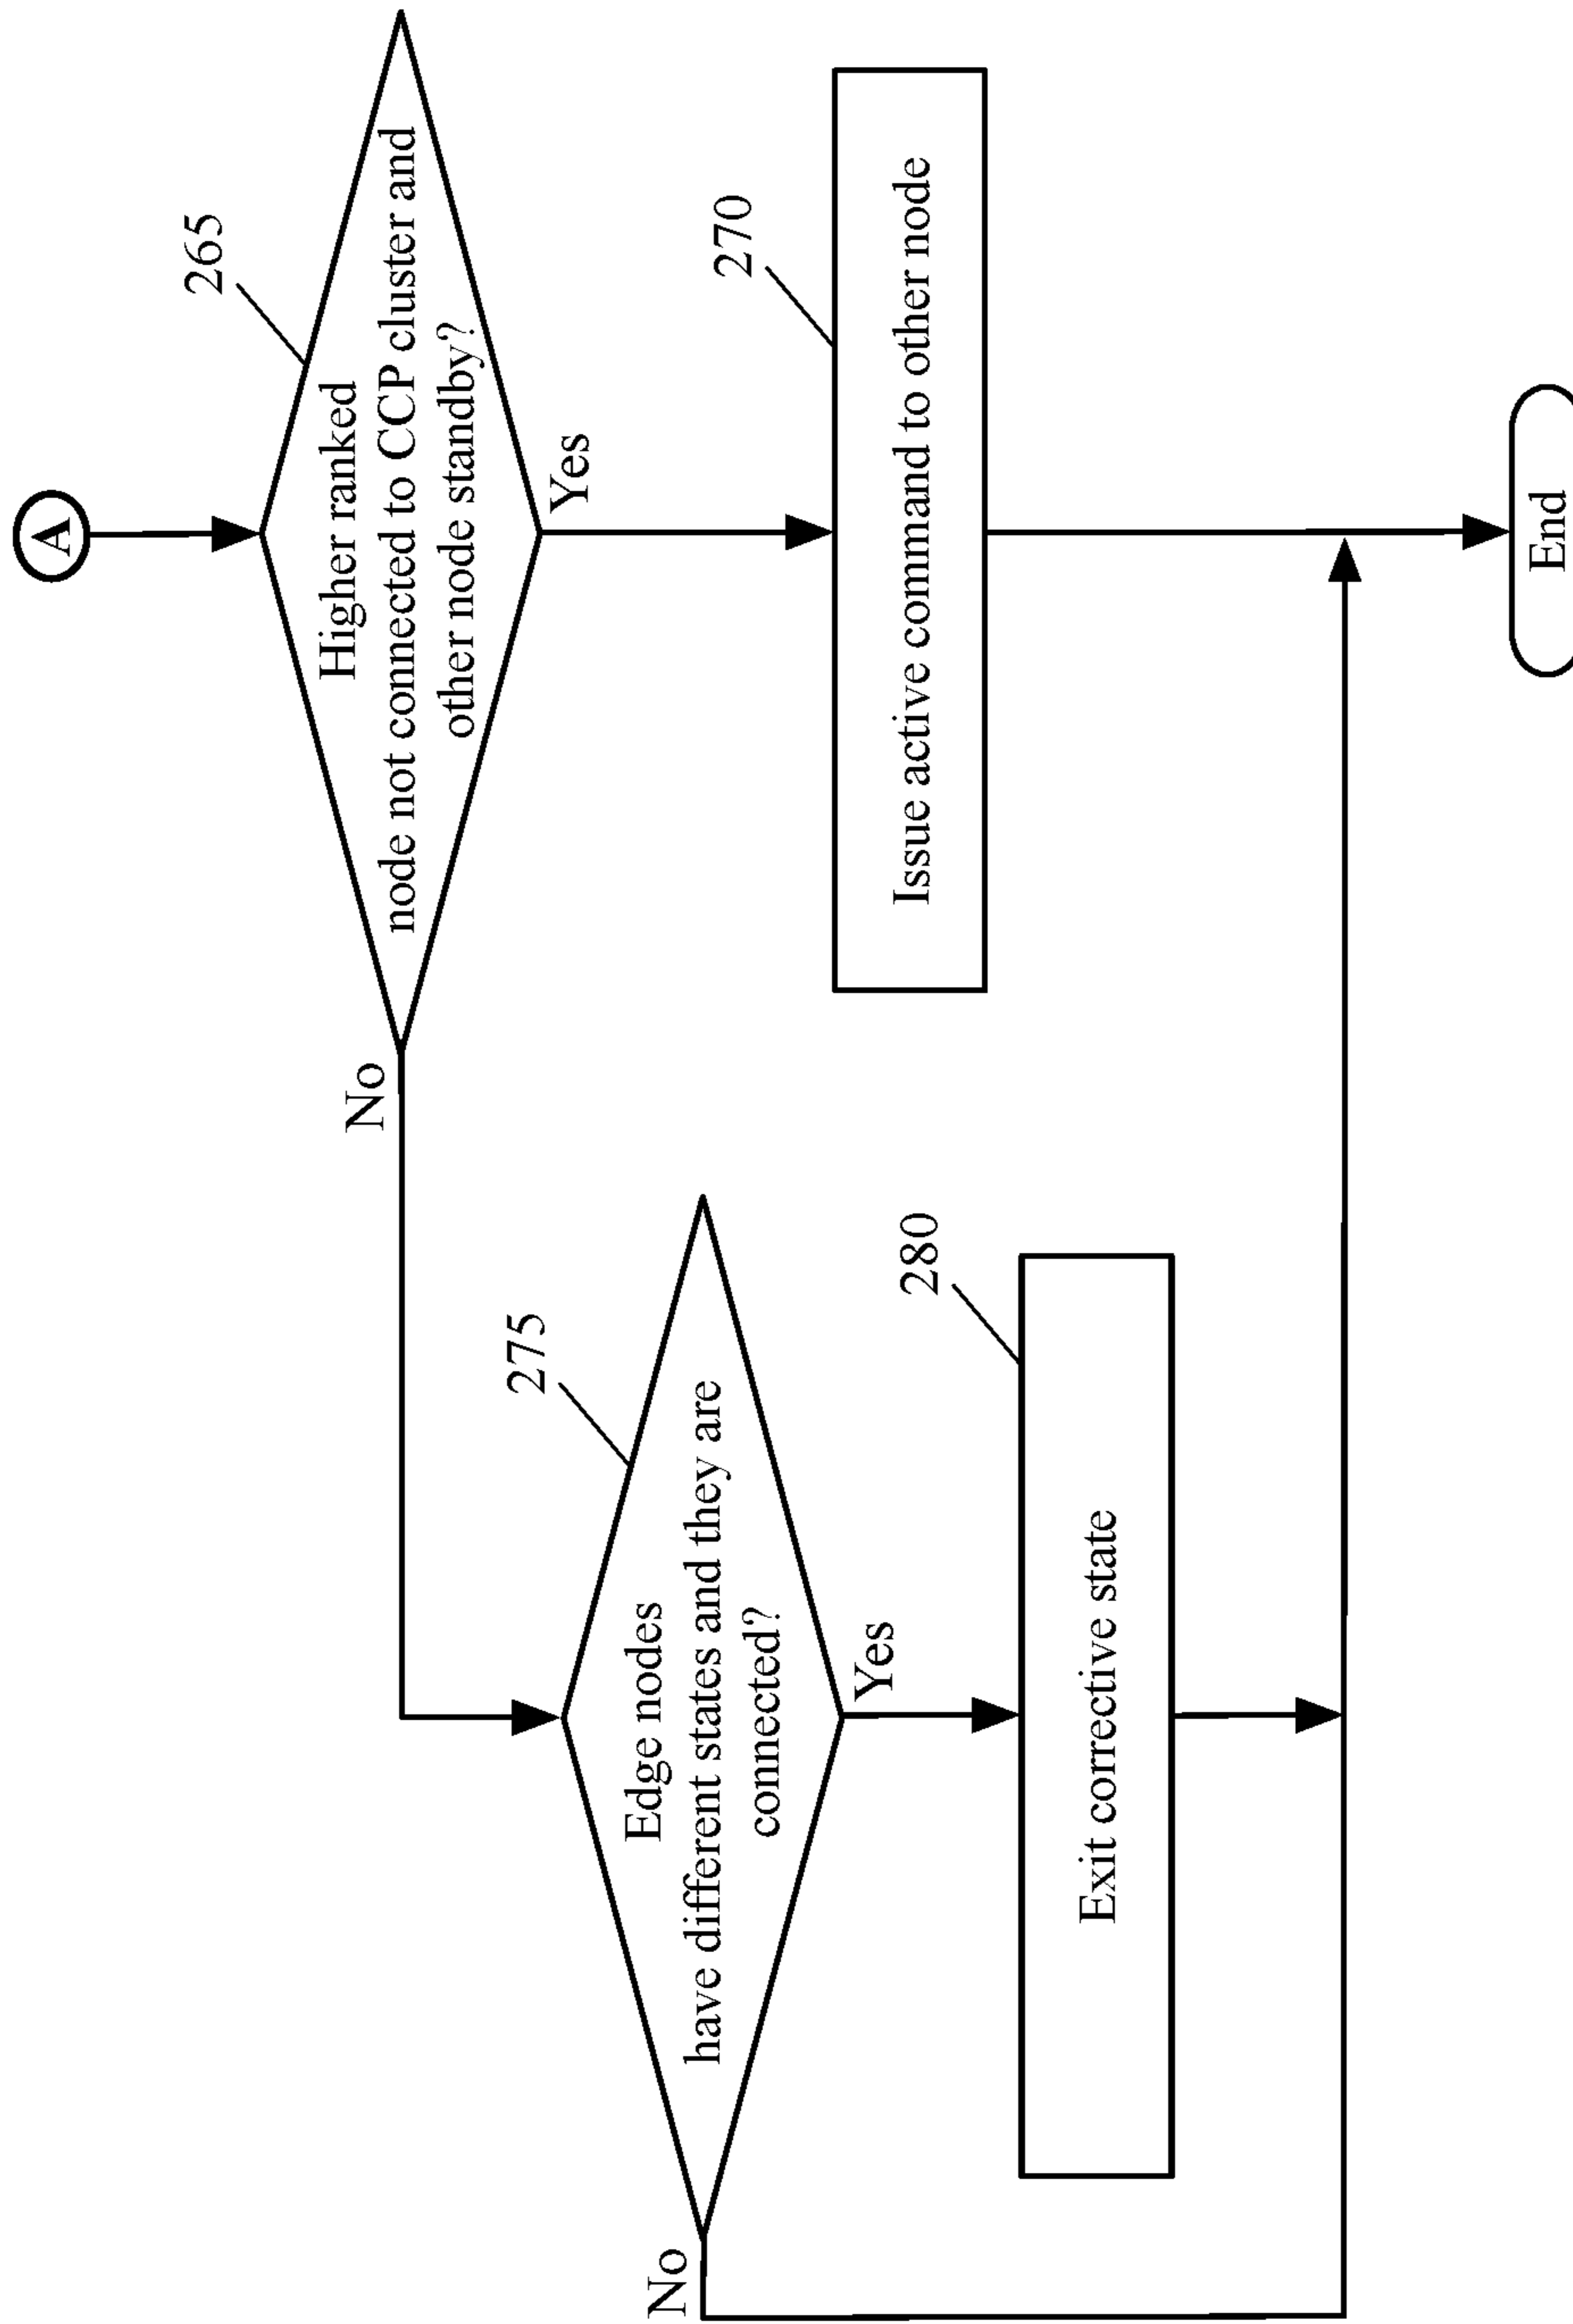 A
265
Higher ranked
node not connected to CCP cluster and
other node standby?
Yes
No
270
Issue active command to other node
275
Edge nodes
have different states and they are
connected?
Yes
No
280
Exit corrective state
End